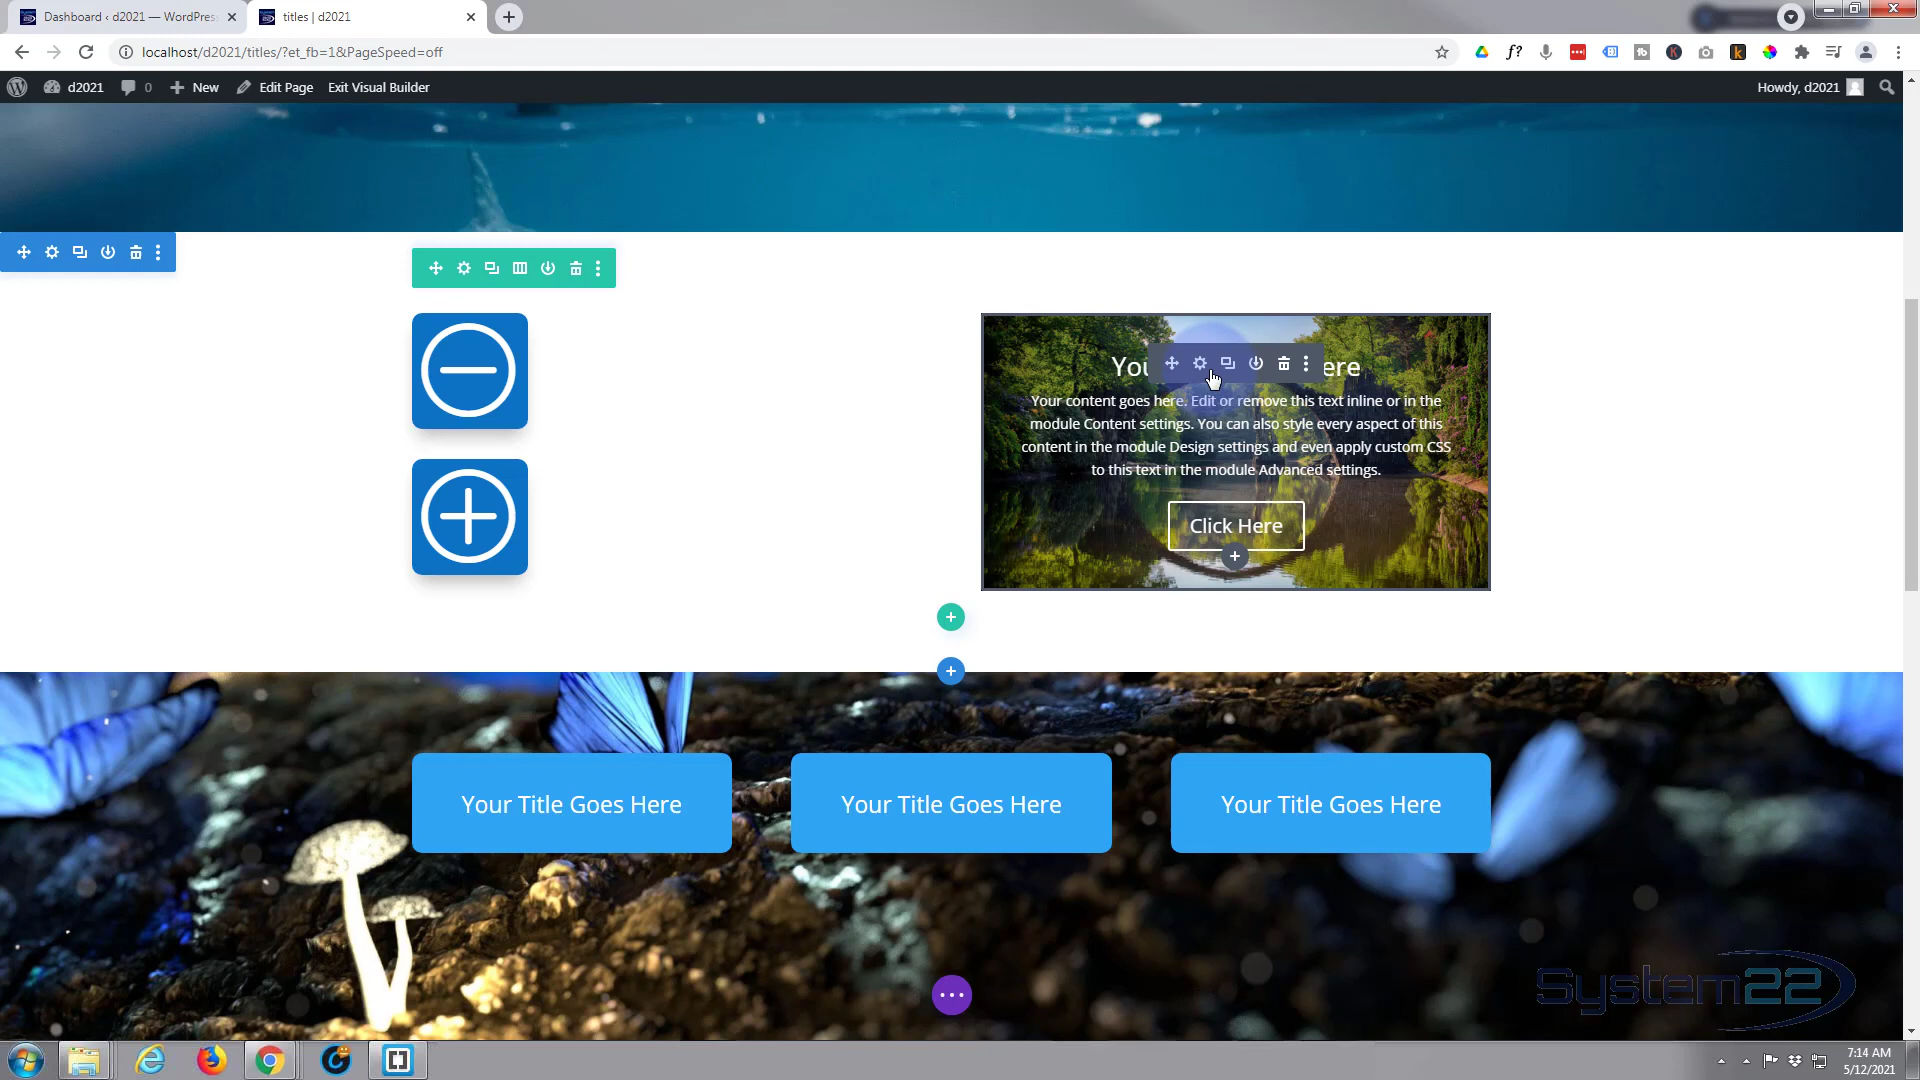 Dashboard ‹ d2021 — WordPress
titles | d2021
localhost/d2021/titles/?et_fb=1&PageSpeed=off
d2021
0
New
Edit Page
Exit Visual Builder
Howdy, d2021
You
ere
Your content goes here. Edit or remove this text inline or in the
module Content settings. You can also style every aspect of this
content in the module Design settings and even apply custom CSS
to this text in the module Advanced settings.
Click Here
Your Title Goes Here
Your Title Goes Here
Your Title Goes Here
System22
7:14 AM
5/12/2021